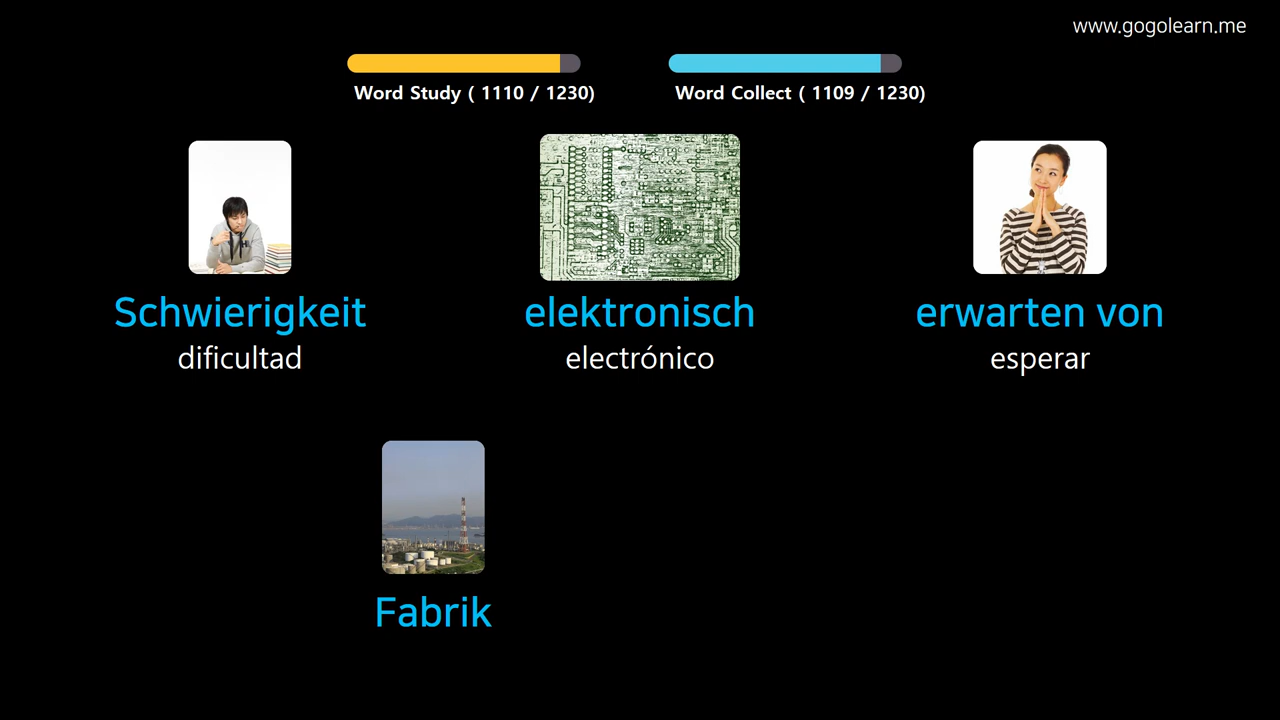 www.gogolearn.me
Word Study ( 1110 / 1230)
Word Collect ( 1109 / 1230)
Schwierigkeit
dificultad
elektronisch
electrónico
erwarten von
esperar
Fabrik